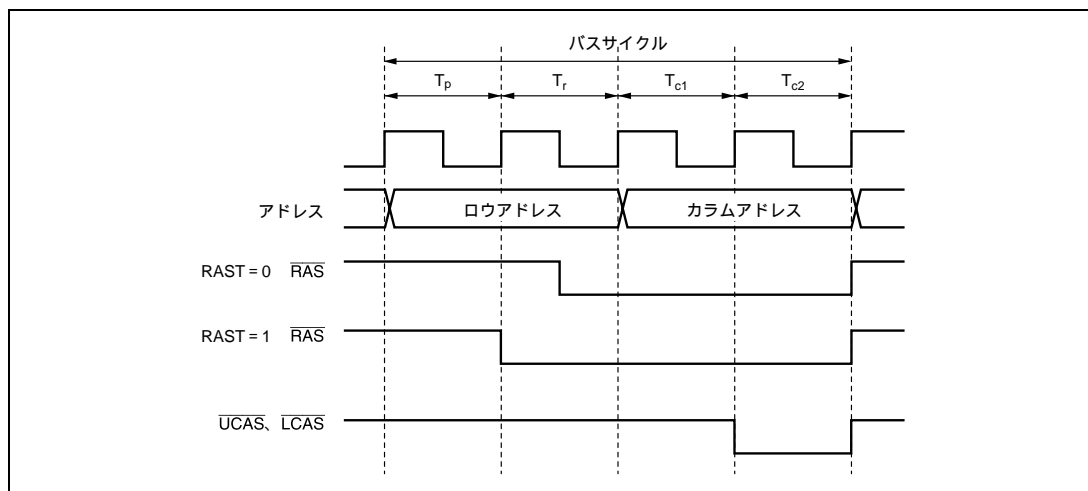 バスサイクル
Tp Tr Tc1 Tc2
アドレス ロウアドレス カラムアドレス
RAST = 0 RAS
RAST = 1 RAS
UCAS、LCAS